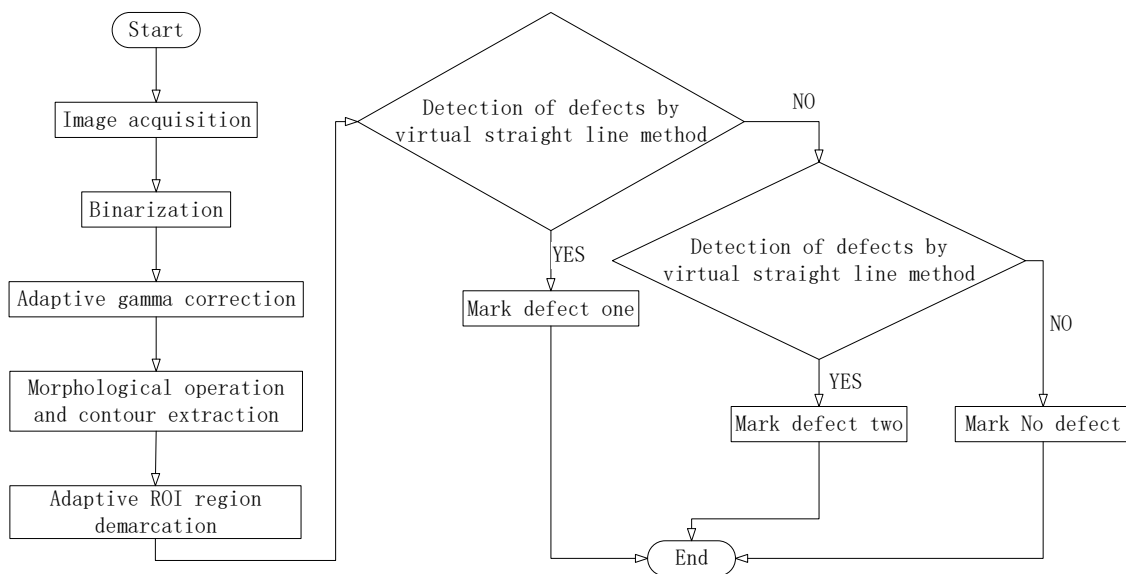 Start
Image acquisition
Binarization
Adaptive gamma correction
Morphological operation
and contour extraction
Adaptive ROI region
demarcation
Detection of defects by
virtual straight line method
NO
YES
Mark defect one
Detection of defects by
virtual straight line method
NO
YES
Mark defect two
Mark No defect
End